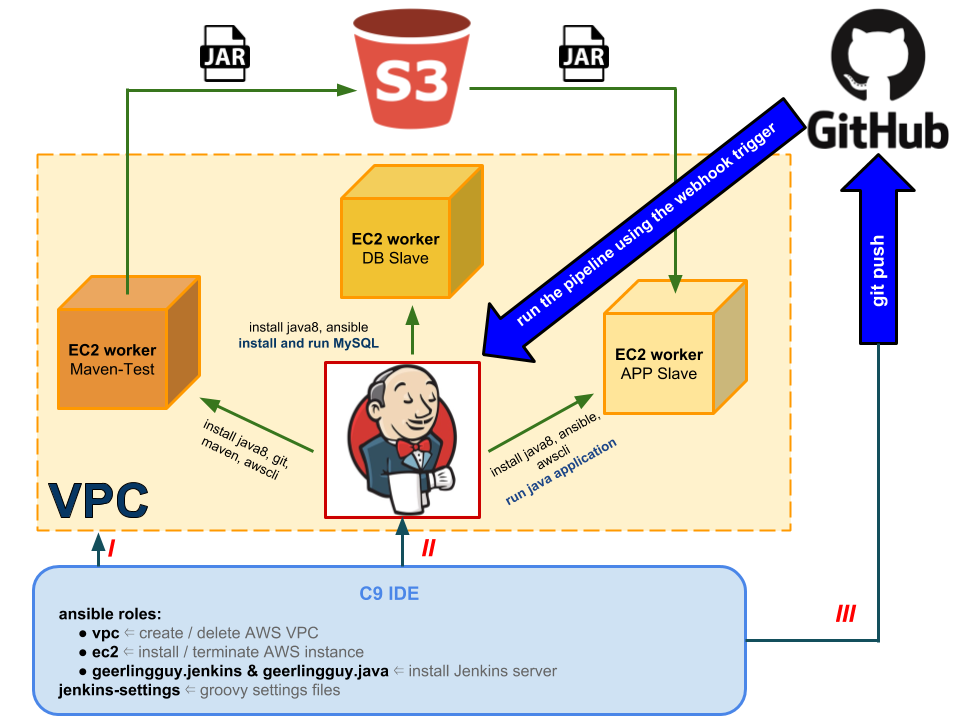 JAR
S3
JAR
GitHub
run the pipeline using the webhook trigger
git push
EC2 worker
DB Slave
EC2 worker
Maven-Test
install java8, ansible
install and run MySQL
EC2 worker
APP Slave
install java8, git,
maven, awscli
install java8, ansible,
awscli
run java application
VPC
I
II
III
C9 IDE
ansible roles:
● vpc ⇐ create / delete AWS VPC
● ec2 ⇐ install / terminate AWS instance
● geerlingguy.jenkins & geerlingguy.java ⇐ install Jenkins server
jenkins-settings ⇐ groovy settings files